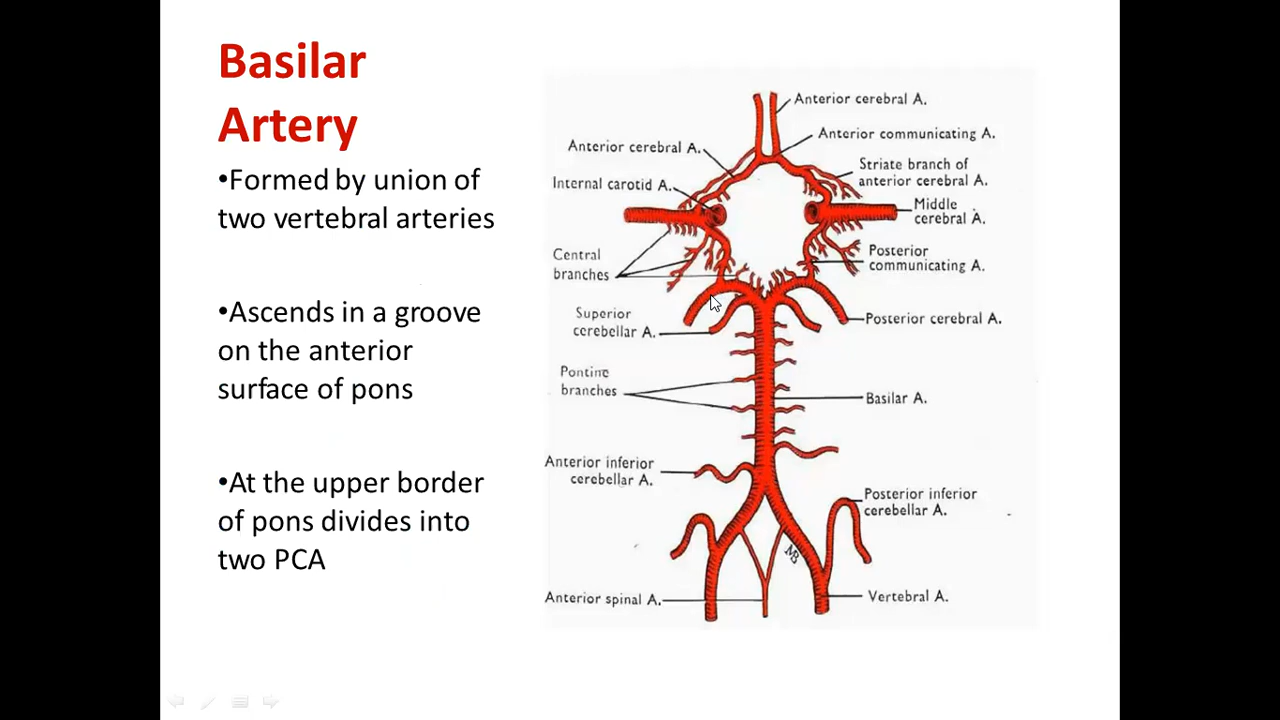 Basilar
Artery
•Formed by union of
two vertebral arteries
•Ascends in a groove
on the anterior
surface of pons
•At the upper border
of pons divides into
two PCA
Anterior cerebral A.
Anterior communicating A.
Anterior cerebral A.
Striate branch of
anterior cerebral A.
Internal carotid A.
Middle
cerebral A.
Central
branches
Posterior
communicating A.
Superior
cerebellar A.
Posterior cerebral A.
Pontine
branches
Basilar A.
Anterior inferior
cerebellar A.
Posterior inferior
cerebellar A.
MB
Anterior spinal A.
Vertebral A.